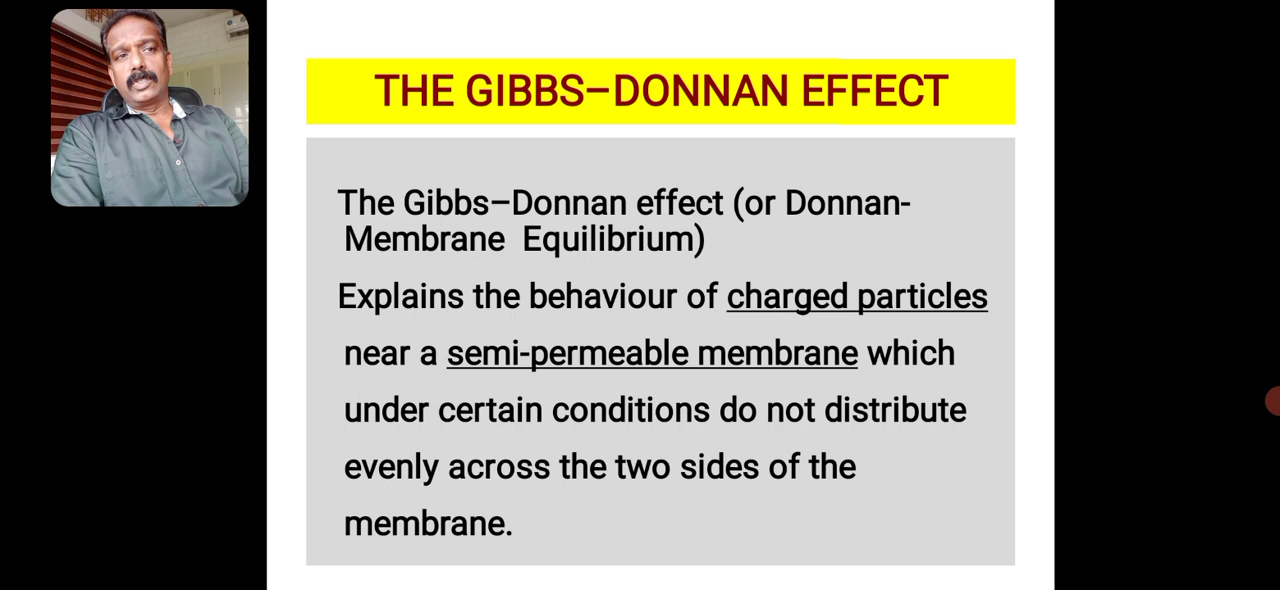 THE GIBBS–DONNAN EFFECT
The Gibbs–Donnan effect (or Donnan-
Membrane Equilibrium)
Explains the behaviour of charged particles
near a semi-permeable membrane which
under certain conditions do not distribute
evenly across the two sides of the
membrane.